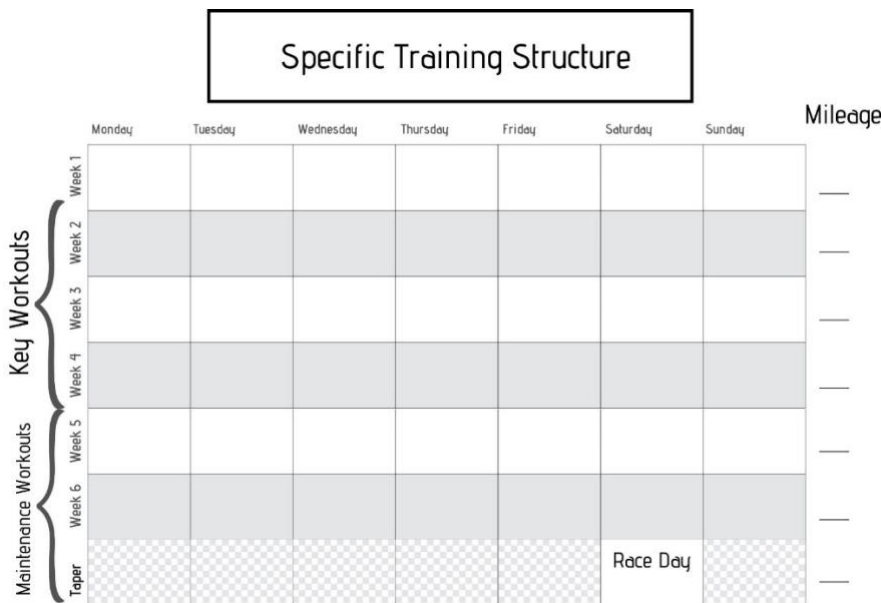 Specific Training Structure
Mileage
Monday Tuesday Wednesday Thursday Friday Saturday Sunday
Key Workouts
Week 1
Week 2
Week 3
Week 4
Maintenance Workouts
Week 5
Week 6
Taper
Race Day